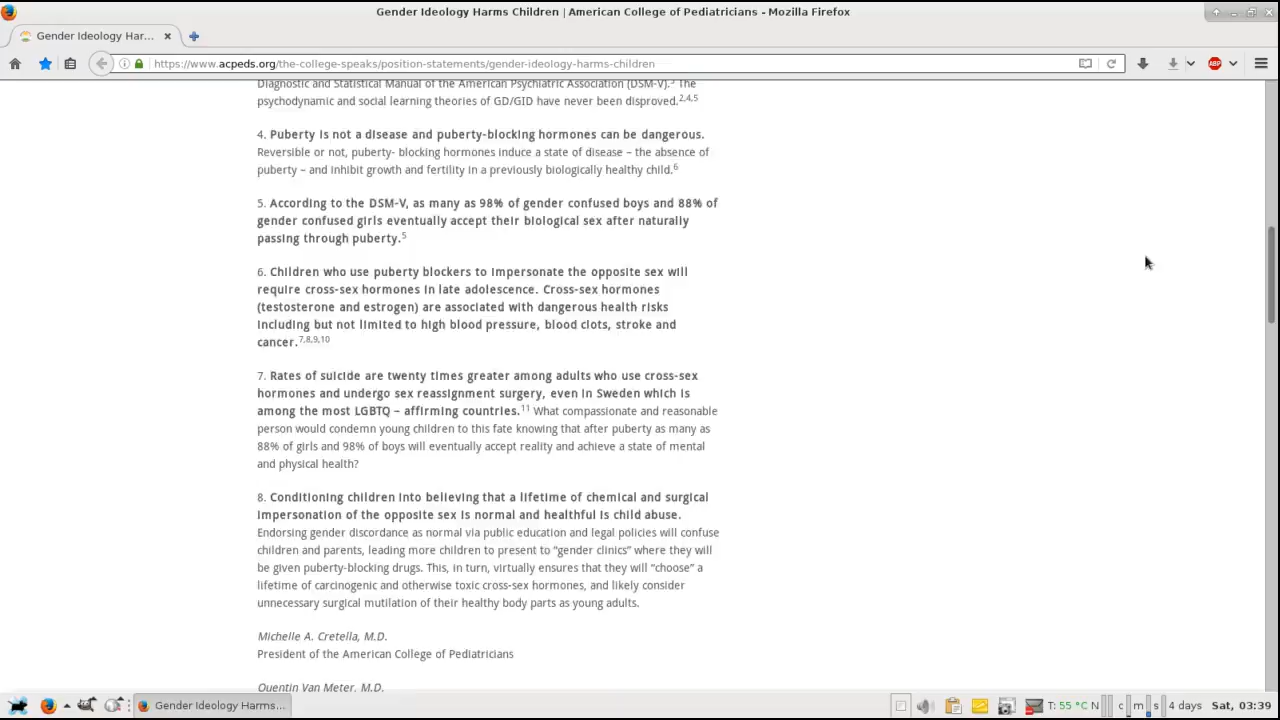 Gender Ideology Harms Children | American College of Pediatricians - Mozilla Firefox
Gender Ideology Har...
https://www.acpeds.org/the-college-speaks/position-statements/gender-ideology-harms-children
ABP
Diagnostic and Statistical Manual of the American Psychiatric Association (DSM-V).3 The
psychodynamic and social learning theories of GD/GID have never been disproved.2,4,5
4. Puberty is not a disease and puberty-blocking hormones can be dangerous.
Reversible or not, puberty- blocking hormones induce a state of disease – the absence of
puberty – and inhibit growth and fertility in a previously biologically healthy child.6
5. According to the DSM-V, as many as 98% of gender confused boys and 88% of
gender confused girls eventually accept their biological sex after naturally
passing through puberty.5
6. Children who use puberty blockers to impersonate the opposite sex will
require cross-sex hormones in late adolescence. Cross-sex hormones
(testosterone and estrogen) are associated with dangerous health risks
including but not limited to high blood pressure, blood clots, stroke and
cancer.7,8,9,10
7. Rates of suicide are twenty times greater among adults who use cross-sex
hormones and undergo sex reassignment surgery, even in Sweden which is
among the most LGBTQ – affirming countries.11 What compassionate and reasonable
person would condemn young children to this fate knowing that after puberty as many as
88% of girls and 98% of boys will eventually accept reality and achieve a state of mental
and physical health?
8. Conditioning children into believing that a lifetime of chemical and surgical
impersonation of the opposite sex is normal and healthful is child abuse.
Endorsing gender discordance as normal via public education and legal policies will confuse
children and parents, leading more children to present to “gender clinics” where they will
be given puberty-blocking drugs. This, in turn, virtually ensures that they will “choose” a
lifetime of carcinogenic and otherwise toxic cross-sex hormones, and likely consider
unnecessary surgical mutilation of their healthy body parts as young adults.
Michelle A. Cretella, M.D.
President of the American College of Pediatricians
Quentin Van Meter, M.D.
Gender Ideology Harms...
T: 55 °C N
c m s 4 days Sat, 03:39